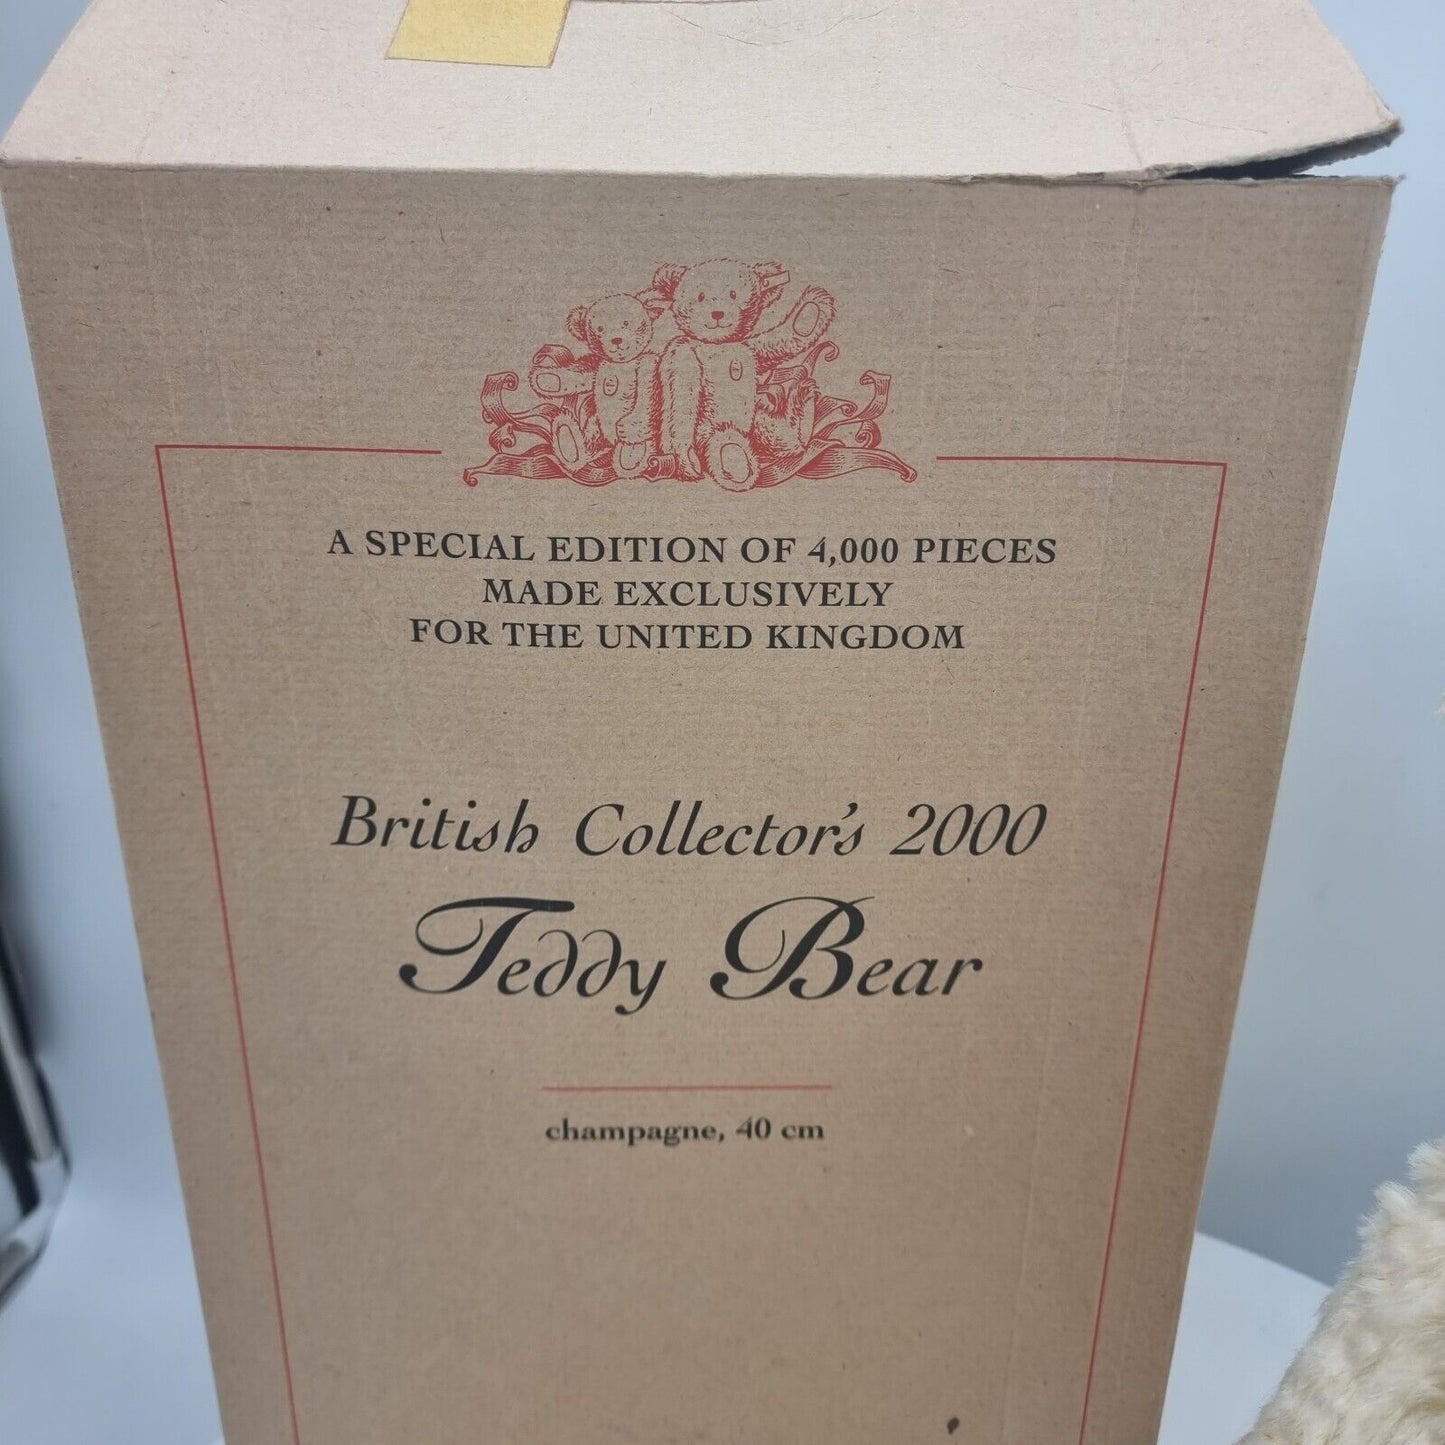 A SPECIAL EDITION OF 4,000 PIECES
MADE EXCLUSIVELY
FOR THE UNITED KINGDOM
British Collector's 2000
Teddy Bear
champagne, 40 cm